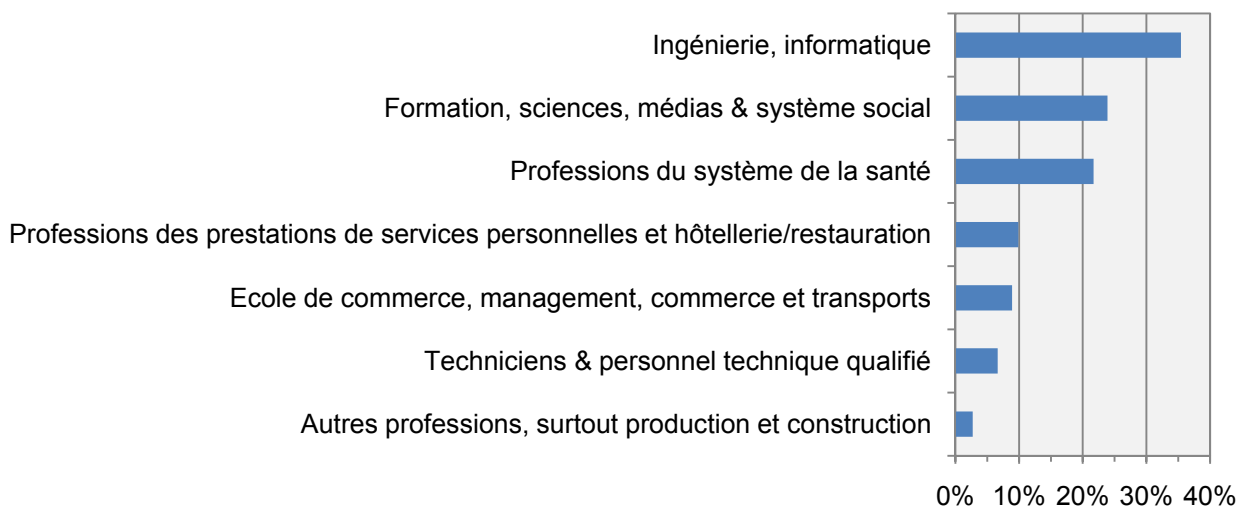 Ingénierie, informatique
Formation, sciences, médias & système social
Professions du système de la santé
Professions des prestations de services personnelles et hôtellerie/restauration
Ecole de commerce, management, commerce et transports
Techniciens & personnel technique qualifié
Autres professions, surtout production et construction
0% 10% 20% 30% 40%